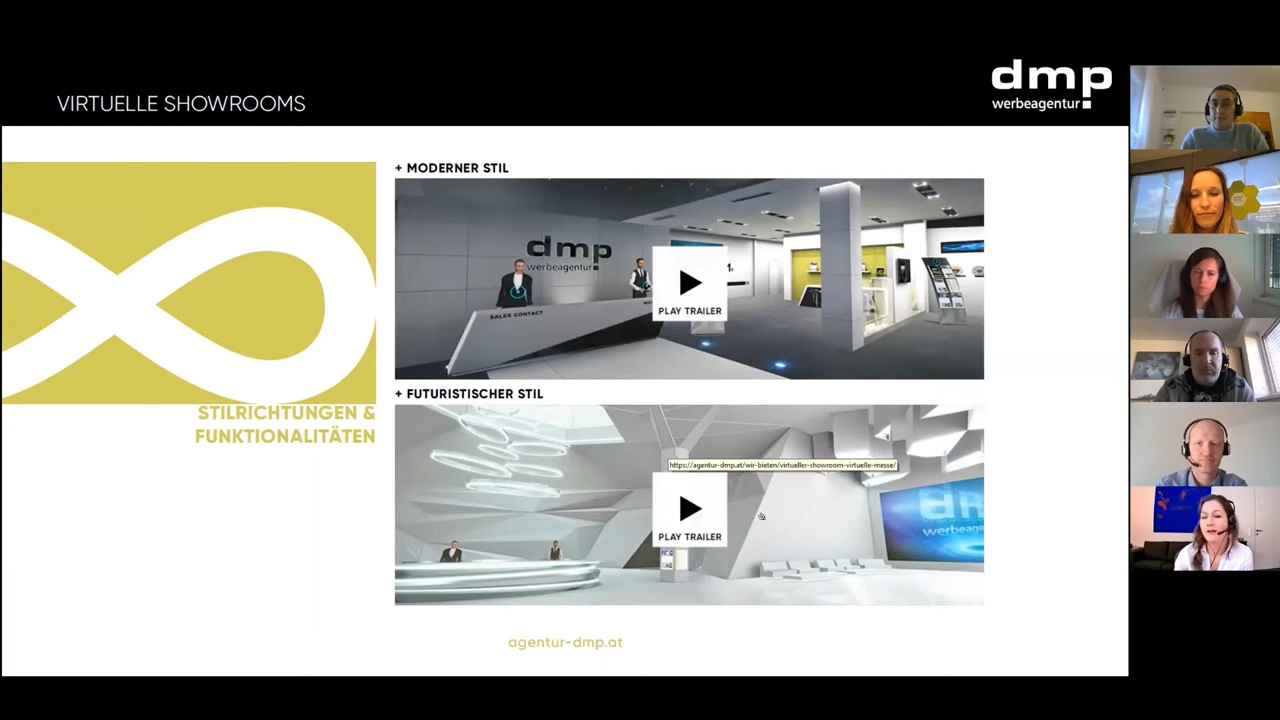 VIRTUELLE SHOWROOMS
dmp
werbeagentur
+ MODERNER STIL
dmp
werbeagentur
SALES CONTACT
PLAY TRAILER
STILRICHTUNGEN &
FUNKTIONALITÄTEN
+ FUTURISTISCHER STIL
https://agentur-dmp.at/wir-bieten/virtueller-showroom-virtuelle-messe/
dmp
werbeagentur
PLAY TRAILER
agentur-dmp.at